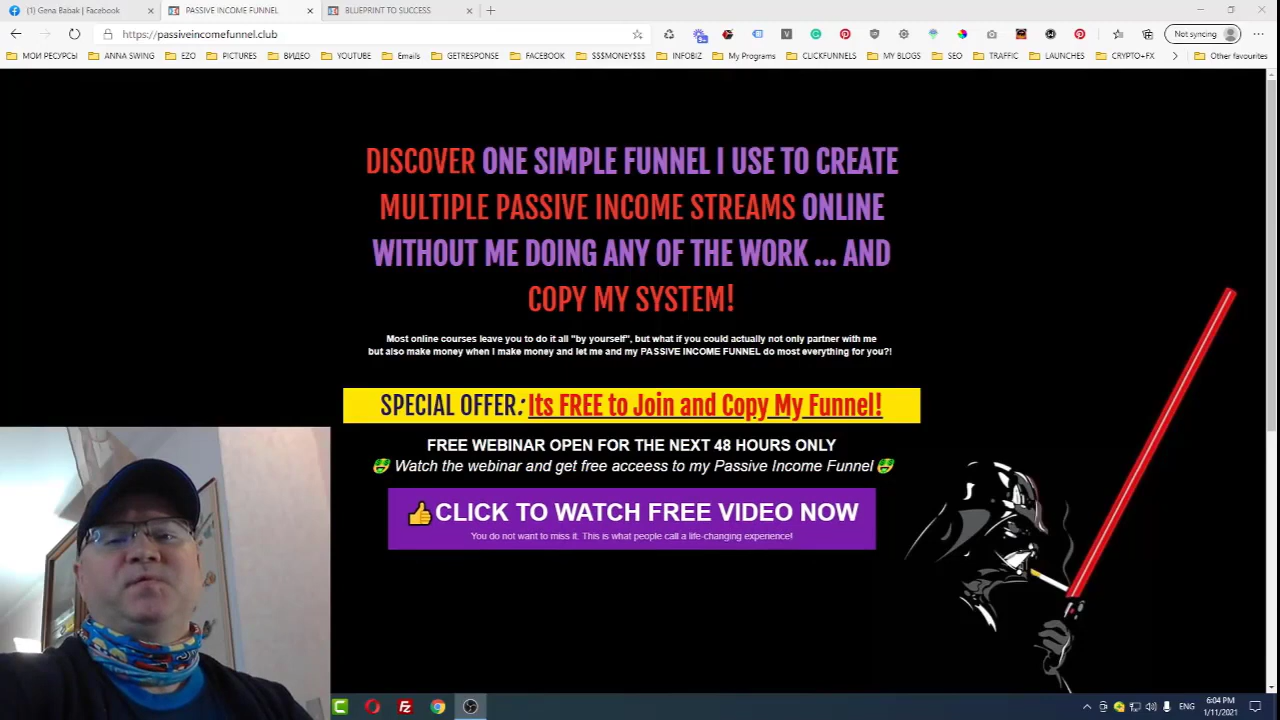 (1) Gena Babak | Facebook
PASSIVE INCOME FUNNEL
BLUEPRINT TO SUCCESS
https://passiveincomefunnel.club
Not syncing
МОИ РЕСУРСЫ ANNA SWING EZO PICTURES ВИДЕО YOUTUBE Emails GETRESPONSE FACEBOOK $$$MONEY$$$ INFOBIZ My Programs CLICKFUNNELS MY BLOGS SEO TRAFFIC LAUNCHES CRYPTO+FX Other favourites
DISCOVER ONE SIMPLE FUNNEL I USE TO CREATE
MULTIPLE PASSIVE INCOME STREAMS ONLINE
WITHOUT ME DOING ANY OF THE WORK ... AND
COPY MY SYSTEM!
Most online courses leave you to do it all "by yourself", but what if you could actually not only partner with me
but also make money when I make money and let me and my PASSIVE INCOME FUNNEL do most everything for you?!
SPECIAL OFFER: Its FREE to Join and Copy My Funnel!
FREE WEBINAR OPEN FOR THE NEXT 48 HOURS ONLY
🤑 Watch the webinar and get free acceess to my Passive Income Funnel 🤑
👍CLICK TO WATCH FREE VIDEO NOW
You do not want to miss it. This is what people call a life-changing experience!
ENG
6:04 PM
1/11/2021